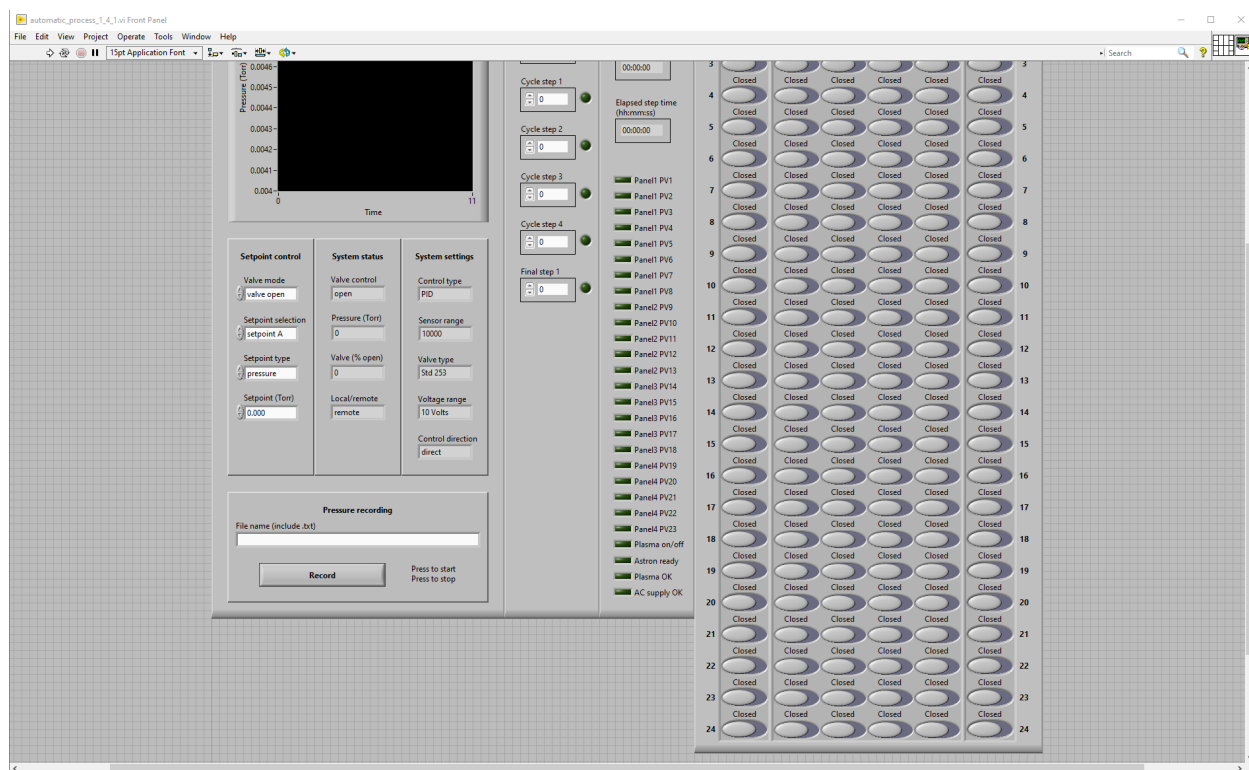 automatic_process_1_4_1.vi Front Panel
File Edit View Project Operate Tools Window Help
15pt Application Font
Search
Pressure (Torr)
0.0046
0.0045
0.0044
0.0043
0.0042
0.0041
0.004
0 11
Time
Setpoint control
Valve mode
valve open
Setpoint selection
setpoint A
Setpoint type
pressure
Setpoint (Torr)
0.000
System status
Valve control
open
Pressure (Torr)
0
Valve (% open)
0
Local/remote
remote
System settings
Control type
PID
Sensor range
10000
Valve type
Std 253
Voltage range
10 Volts
Control direction
direct
Pressure recording
File name (include .txt)
Record
Press to start
Press to stop
Cycle step 1
0
Cycle step 2
0
Cycle step 3
0
Cycle step 4
0
Final step 1
0
00:00:00
Elapsed step time
(hh:mm:ss)
00:00:00
Panel1 PV1
Panel1 PV2
Panel1 PV3
Panel1 PV4
Panel1 PV5
Panel1 PV6
Panel1 PV7
Panel1 PV8
Panel2 PV9
Panel2 PV10
Panel2 PV11
Panel2 PV12
Panel2 PV13
Panel3 PV14
Panel3 PV15
Panel3 PV16
Panel3 PV17
Panel3 PV18
Panel4 PV19
Panel4 PV20
Panel4 PV21
Panel4 PV22
Panel4 PV23
Plasma on/off
Astron ready
Plasma OK
AC supply OK
3 3
Closed Closed Closed Closed Closed Closed
4 4
Closed Closed Closed Closed Closed Closed
5 5
Closed Closed Closed Closed Closed Closed
6 6
Closed Closed Closed Closed Closed Closed
7 7
Closed Closed Closed Closed Closed Closed
8 8
Closed Closed Closed Closed Closed Closed
9 9
Closed Closed Closed Closed Closed Closed
10 10
Closed Closed Closed Closed Closed Closed
11 11
Closed Closed Closed Closed Closed Closed
12 12
Closed Closed Closed Closed Closed Closed
13 13
Closed Closed Closed Closed Closed Closed
14 14
Closed Closed Closed Closed Closed Closed
15 15
Closed Closed Closed Closed Closed Closed
16 16
Closed Closed Closed Closed Closed Closed
17 17
Closed Closed Closed Closed Closed Closed
18 18
Closed Closed Closed Closed Closed Closed
19 19
Closed Closed Closed Closed Closed Closed
20 20
Closed Closed Closed Closed Closed Closed
21 21
Closed Closed Closed Closed Closed Closed
22 22
Closed Closed Closed Closed Closed Closed
23 23
Closed Closed Closed Closed Closed Closed
24 24